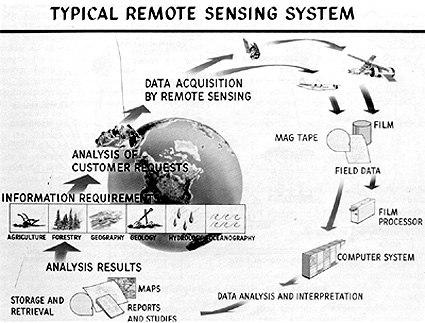 TYPICAL REMOTE SENSING SYSTEM
DATA ACQUISITION
BY REMOTE SENSING
ANALYSIS OF
CUSTOMER REQUESTS
INFORMATION REQUIREMENTS
AGRICULTURE
FORESTRY
GEOGRAPHY
GEOLOGY
HYDROLOGY
OCEANOGRAPHY
ANALYSIS RESULTS
MAPS
STORAGE AND
RETRIEVAL
REPORTS
AND STUDIES
MAG TAPE
FILM
FIELD DATA
FILM
PROCESSOR
COMPUTER SYSTEM
DATA ANALYSIS AND INTERPRETATION